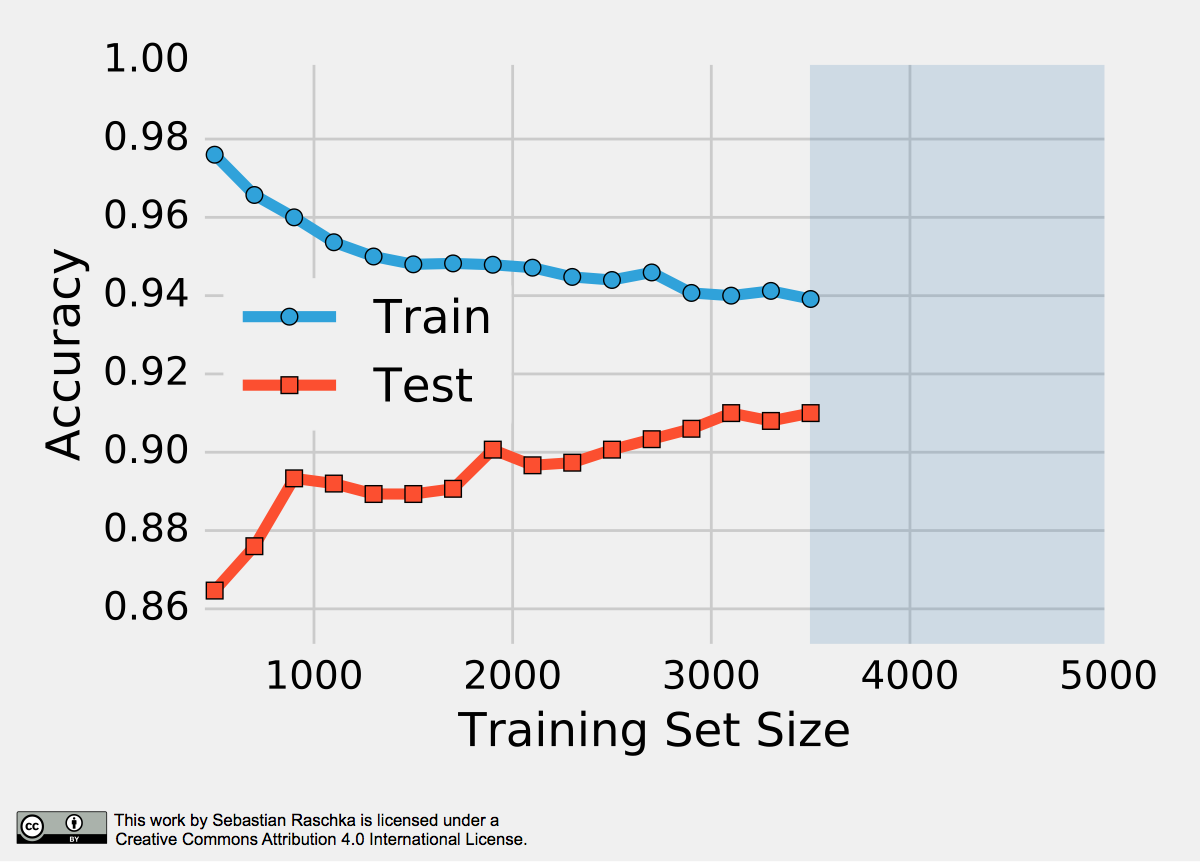 1.00
0.98
0.96
0.94
0.92
0.90
0.88
0.86
Accuracy
Train
Test
1000 2000 3000 4000 5000
Training Set Size
cc BY
This work by Sebastian Raschka is licensed under a
Creative Commons Attribution 4.0 International License.